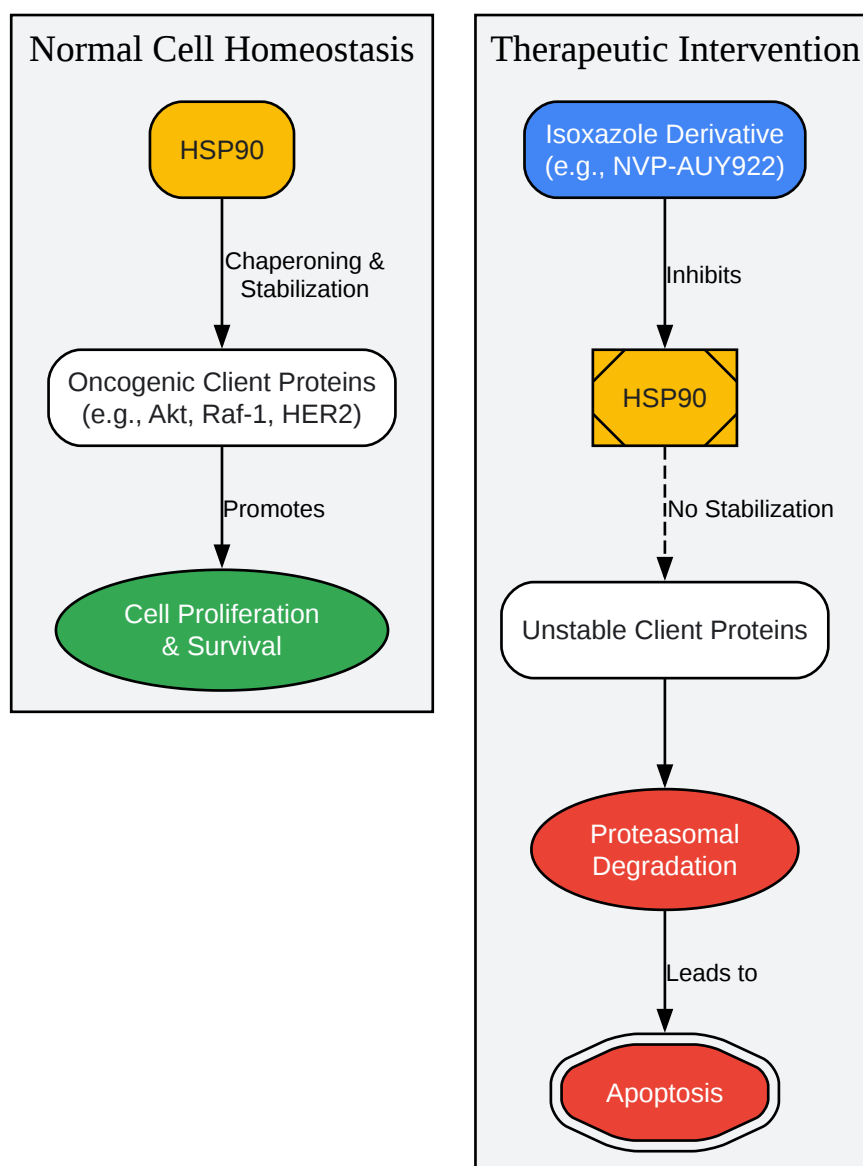 Normal Cell Homeostasis
HSP90
Chaperoning &
Stabilization
Oncogenic Client Proteins
(e.g., Akt, Raf-1, HER2)
Promotes
Cell Proliferation
& Survival
Therapeutic Intervention
Isoxazole Derivative
(e.g., NVP-AUY922)
Inhibits
HSP90
No Stabilization
Unstable Client Proteins
Proteasomal
Degradation
Leads to
Apoptosis